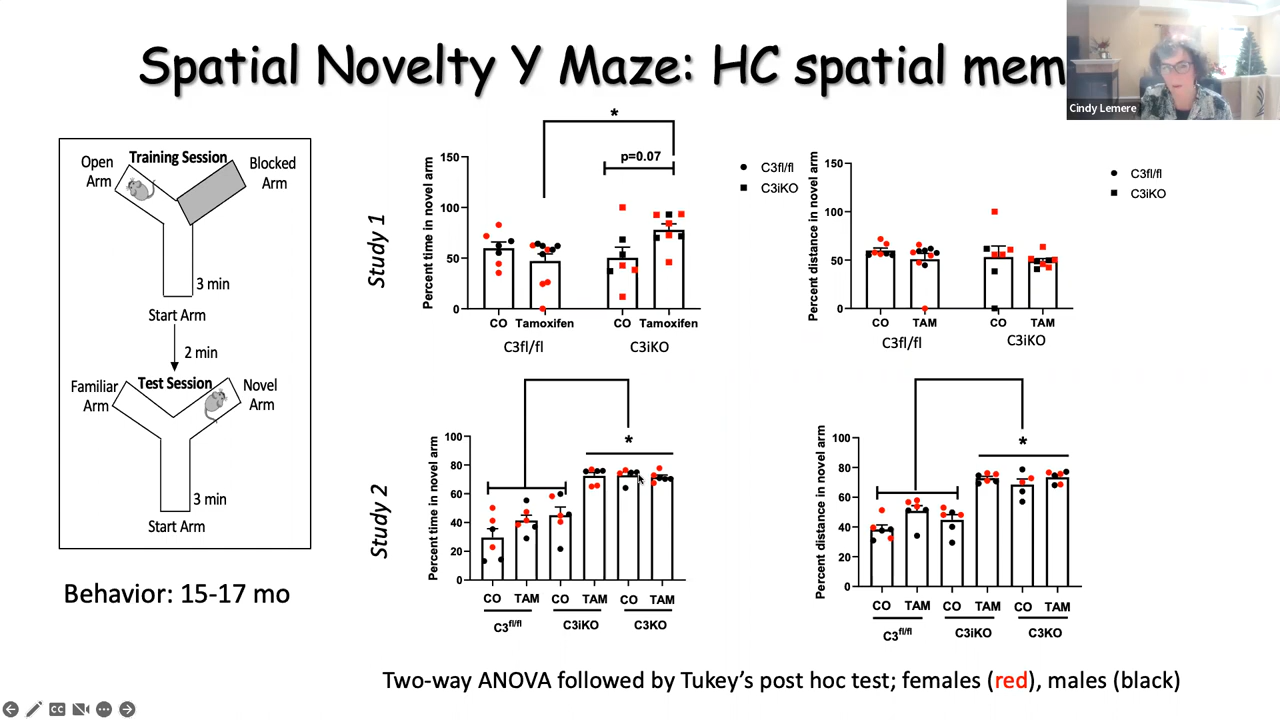 Spatial Novelty Y Maze: HC spatial mem
Cindy Lemere
Training Session
Open
Arm
Blocked
Arm
3 min
Start Arm
2 min
Test Session
Familiar
Arm
Novel
Arm
3 min
Start Arm
Behavior: 15-17 mo
Study 1
Percent time in novel arm
150
100
50
0
*
p=0.07
CO Tamoxifen CO Tamoxifen
C3fl/fl C3iKO
C3fl/fl
C3iKO
Percent distance in novel arm
150
100
50
0
CO TAM CO TAM
C3fl/fl C3iKO
C3fl/fl
C3iKO
Study 2
Percent time in novel arm
100
80
60
40
20
0
*
CO TAM CO TAM CO TAM
C3fl/fl C3iKO C3KO
Percent distance in novel arm
100
80
60
40
20
0
*
CO TAM CO TAM CO TAM
C3fl/fl C3iKO C3KO
Two-way ANOVA followed by Tukey's post hoc test; females (red), males (black)
CC